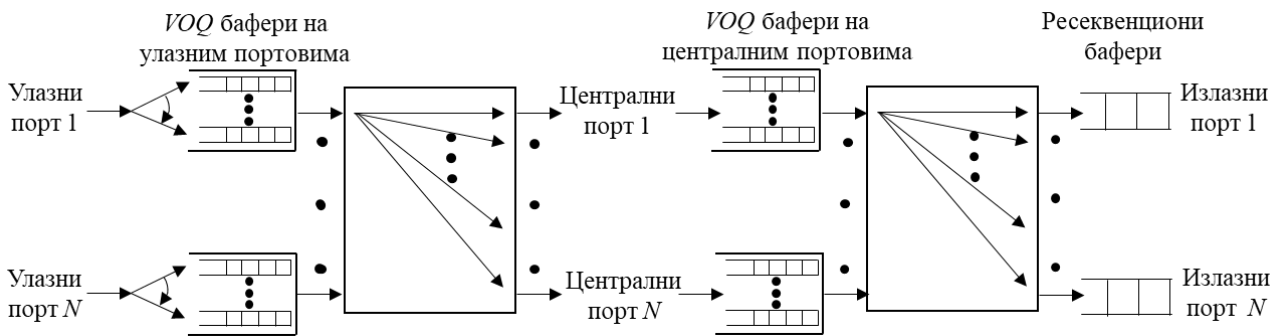 VOQ бафери на
улазним портовима
VOQ бафери на
централним портовима
Ресеквенциони
бафери
Улазни
порт 1
Централни
порт 1
Излазни
порт 1
Улазни
порт N
Централни
порт N
Излазни
порт N